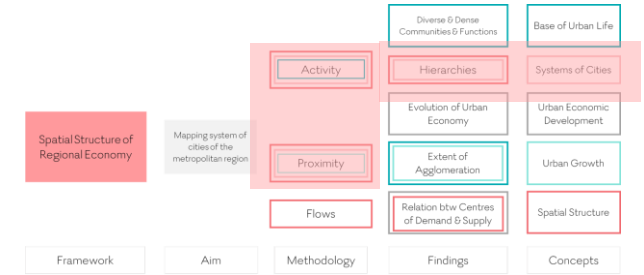 Diverse & Dense
Communities & Functions
Base of Urban Life
Activity
Hierarchies
Systems of Cities
Evolution of Urban
Economy
Urban Economic
Development
Spatial Structure of
Regional Economy
Mapping system of
cities of the
metropolitan region
Proximity
Extent of
Agglomeration
Urban Growth
Flows
Relation btw Centres
of Demand & Supply
Spatial Structure
Framework
Aim
Methodology
Findings
Concepts